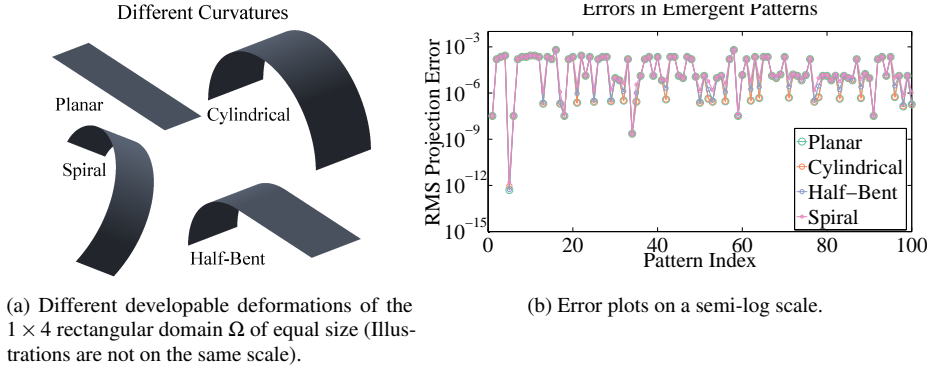 Different Curvatures
Planar
Cylindrical
Spiral
Half-Bent
(a) Different developable deformations of the
1 × 4 rectangular domain Ω of equal size (Illus-
trations are not on the same scale).
Errors in Emergent Patterns
RMS Projection Error
10⁻³
10⁻⁶
10⁻⁹
10⁻¹²
10⁻¹⁵
0 20 40 60 80 100
Pattern Index
Planar
Cylindrical
Half−Bent
Spiral
(b) Error plots on a semi-log scale.